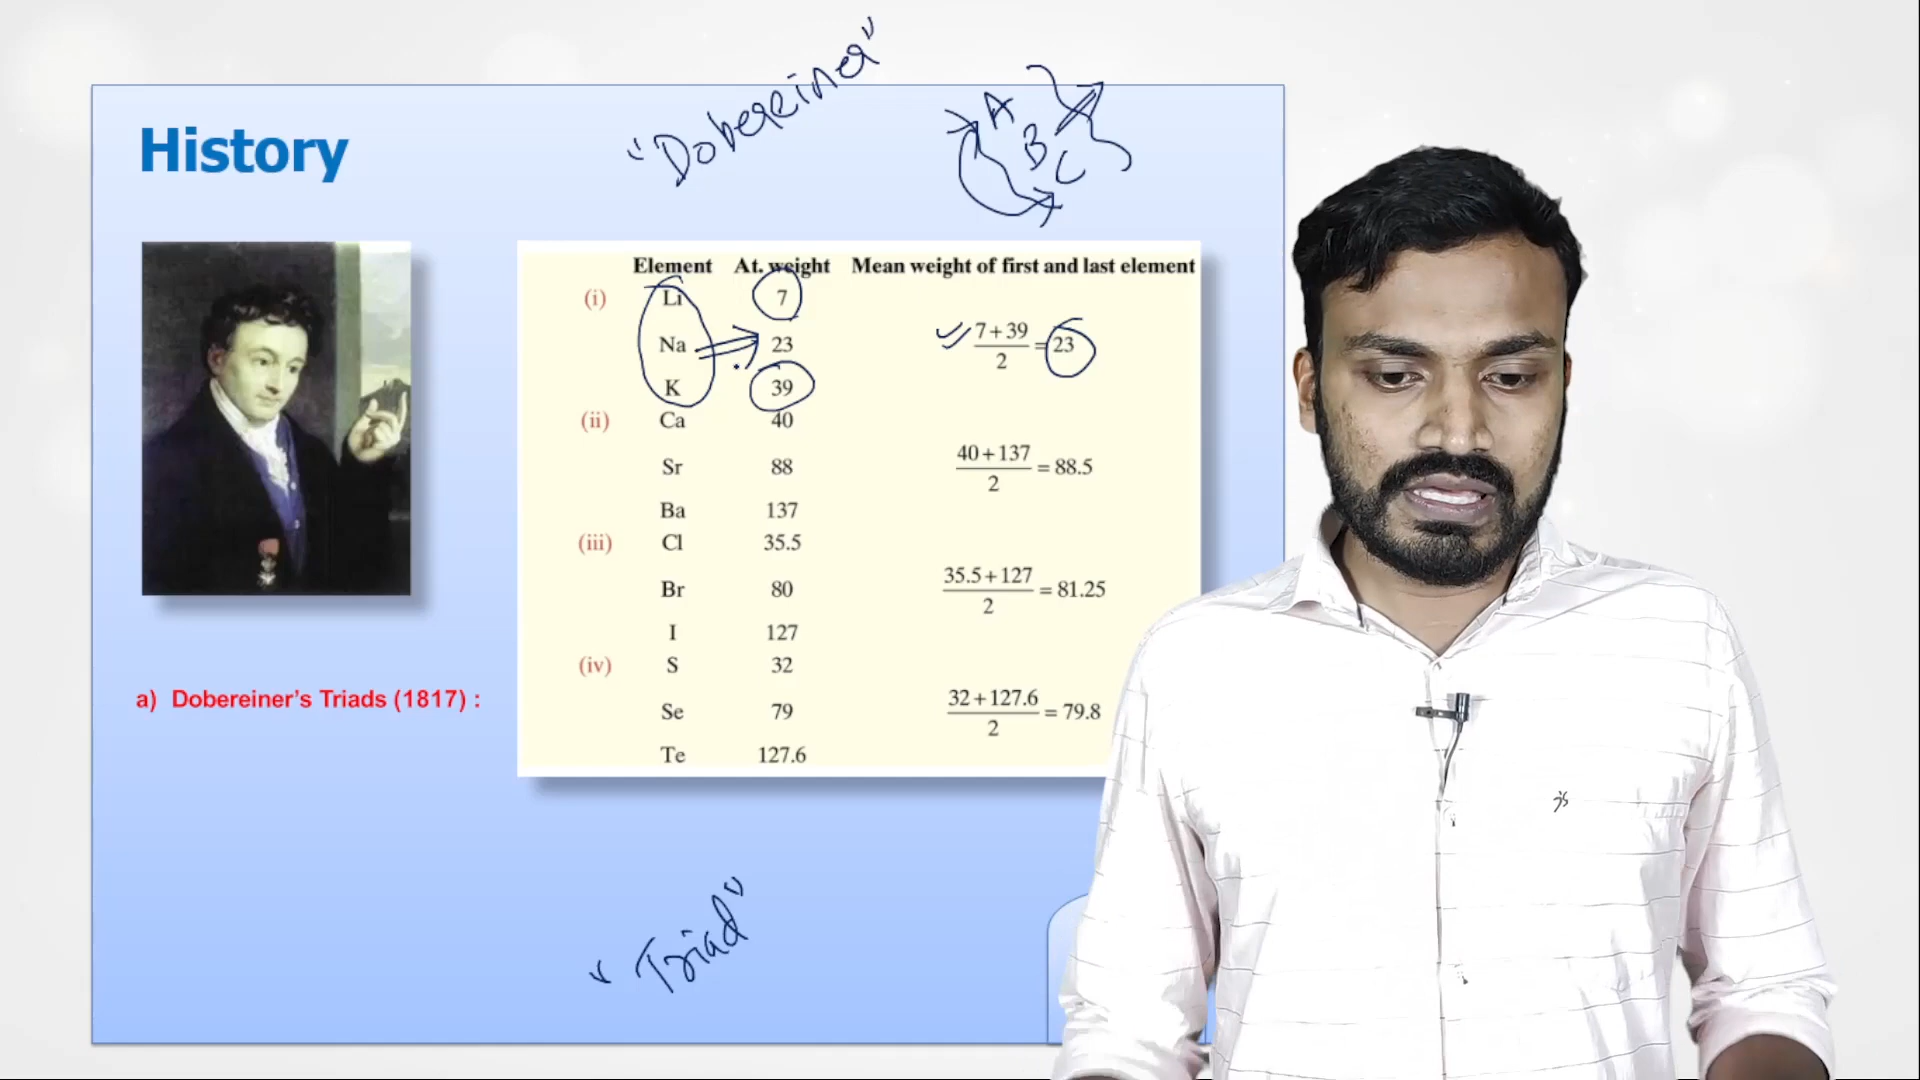 "Dobereiner"
A
B
C
History
Element At. weight Mean weight of first and last element
(i) Li 7
Na 23 7+39/2 = 23
K 39
(ii) Ca 40
Sr 88 40+137/2 = 88.5
Ba 137
(iii) Cl 35.5
Br 80 35.5+127/2 = 81.25
I 127
(iv) S 32
Se 79 32+127.6/2 = 79.8
Te 127.6
a) Dobereiner's Triads (1817) :
"Triad"